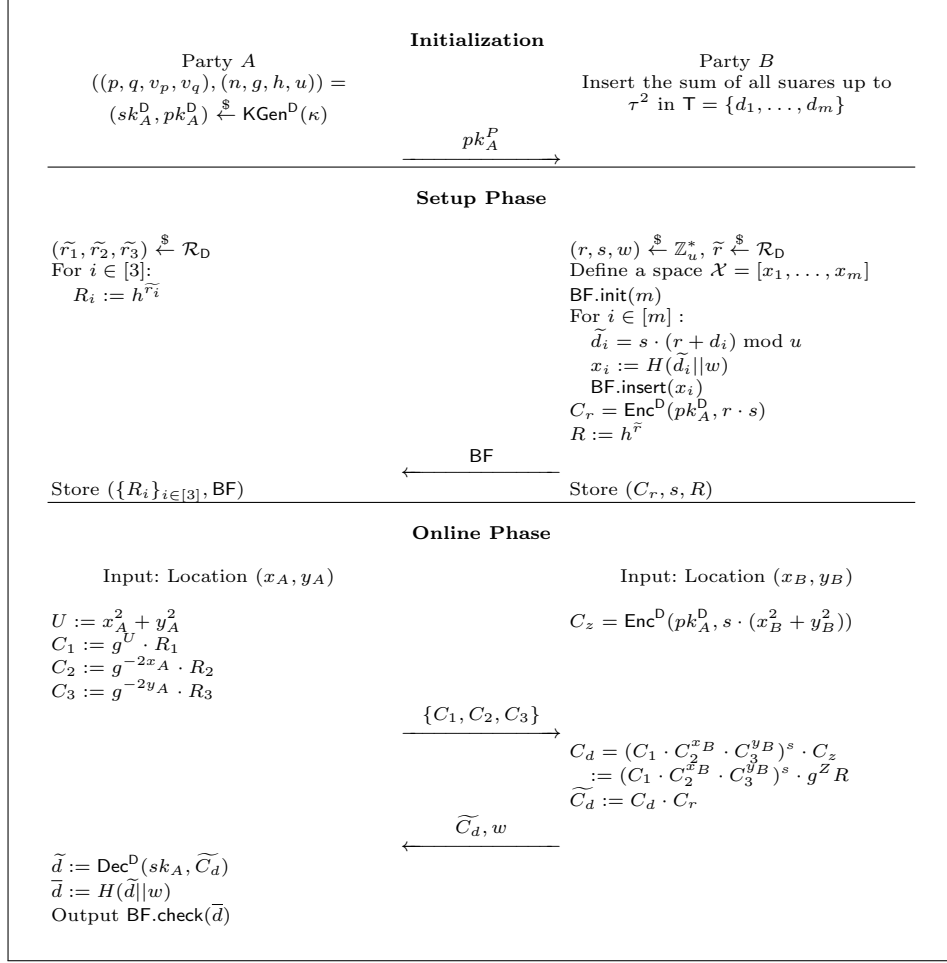 Initialization
Party A
((p, q, v_p, v_q), (n, g, h, u)) =
(sk_A^D, pk_A^D) ←$ KGen^D(κ)
Party B
Insert the sum of all suares up to
τ² in T = {d_1, . . . , d_m}
pk_A^P
Setup Phase
(r̃_1, r̃_2, r̃_3) ←$ R_D
For i ∈ [3]:
R_i := h^{r̃_i}
(r, s, w) ←$ Z_u^*, r̃ ←$ R_D
Define a space X = [x_1, . . . , x_m]
BF.init(m)
For i ∈ [m] :
d̃_i = s · (r + d_i) mod u
x_i := H(d̃_i||w)
BF.insert(x_i)
C_r = Enc^D(pk_A^D, r · s)
R := h^{r̃}
BF
Store ({R_i}_{i∈[3]}, BF)
Store (C_r, s, R)
Online Phase
Input: Location (x_A, y_A)
Input: Location (x_B, y_B)
U := x_A^2 + y_A^2
C_1 := g^U · R_1
C_2 := g^{−2x_A} · R_2
C_3 := g^{−2y_A} · R_3
C_z = Enc^D(pk_A^D, s · (x_B^2 + y_B^2))
{C_1, C_2, C_3}
C_d = (C_1 · C_2^{x_B} · C_3^{y_B})^s · C_z
:= (C_1 · C_2^{x_B} · C_3^{y_B})^s · g^Z R
C̃_d := C_d · C_r
C̃_d, w
d̃ := Dec^D(sk_A, C̃_d)
d̅ := H(d̃||w)
Output BF.check(d̅)